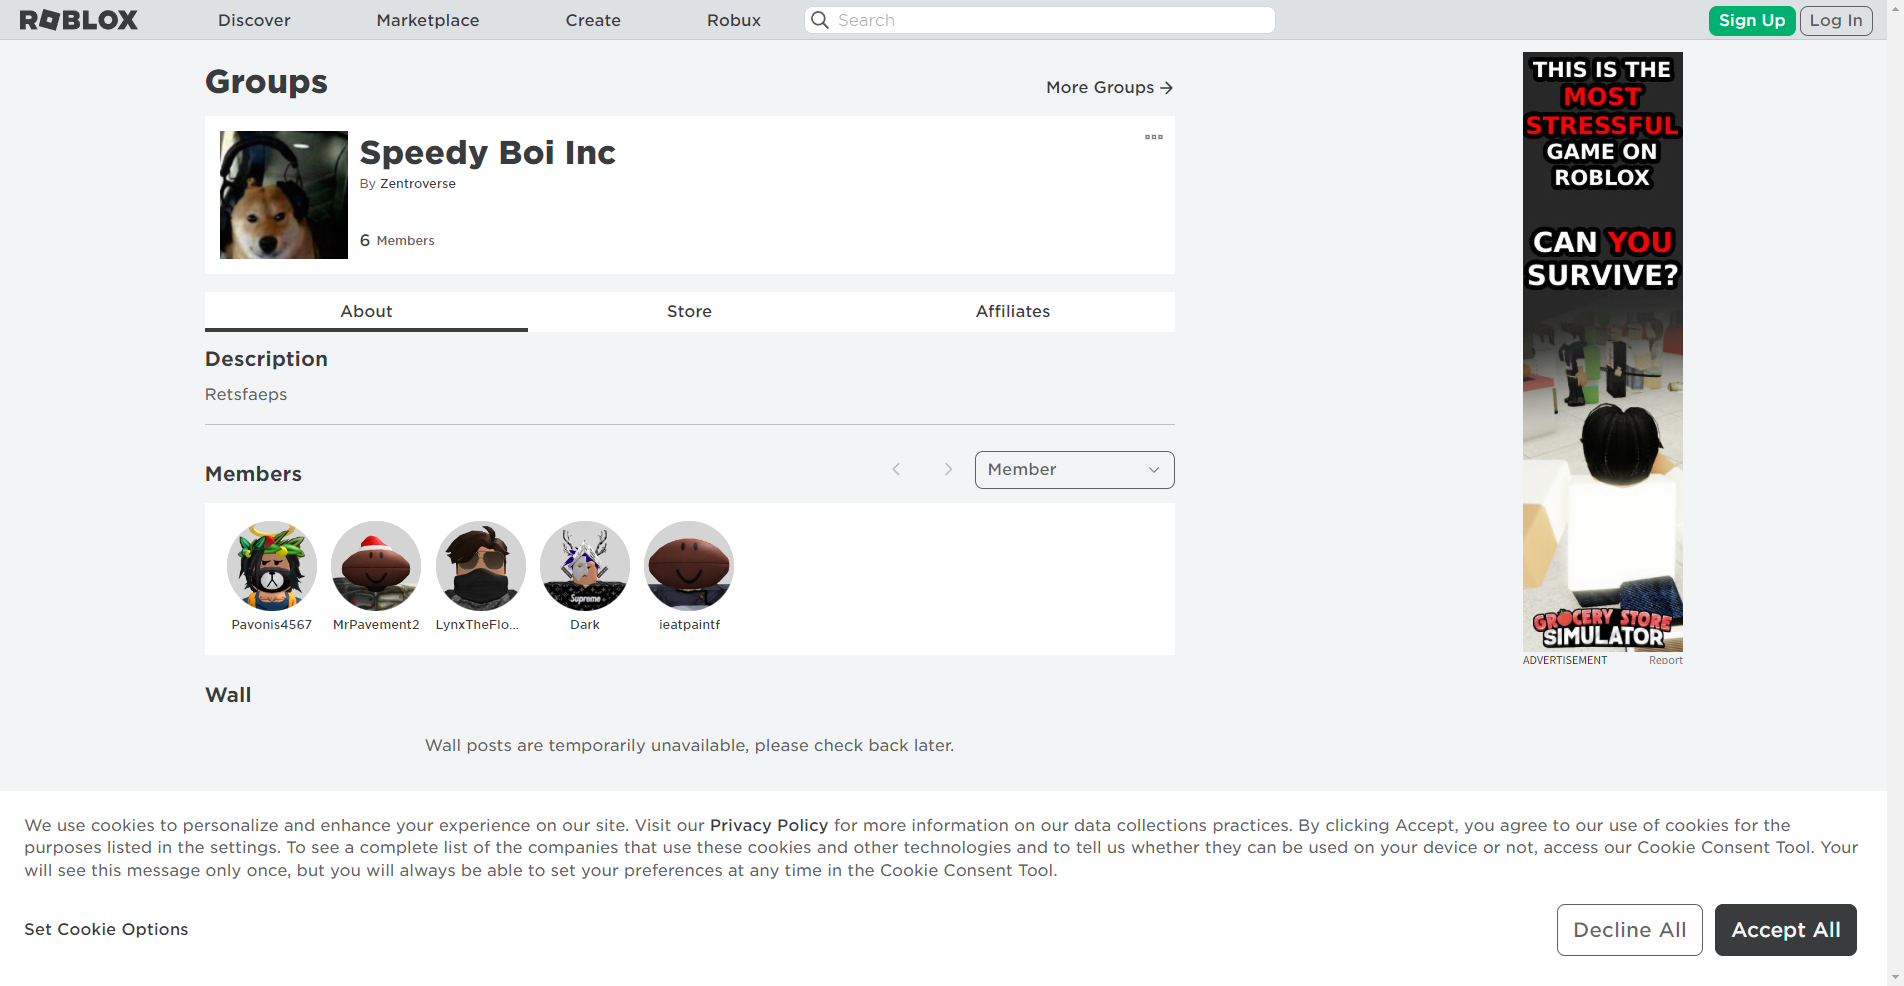 ROBLOX
Discover
Marketplace
Create
Robux
Search
Sign Up
Log In
Groups
More Groups →
Speedy Boi Inc
By Zentroverse
6 Members
About
Store
Affiliates
Description
Retsfaeps
Members
Member
Supreme
Pavonis4567
MrPavement2
LynxTheFlo...
Dark
ieatpaintf
Wall
Wall posts are temporarily unavailable, please check back later.
THIS IS THE
MOST
STRESSFUL
GAME ON
ROBLOX
CAN YOU
SURVIVE?
GROCERY STORE
SIMULATOR
ADVERTISEMENT
Report
We use cookies to personalize and enhance your experience on our site. Visit our Privacy Policy for more information on our data collections practices. By clicking Accept, you agree to our use of cookies for the
purposes listed in the settings. To see a complete list of the companies that use these cookies and other technologies and to tell us whether they can be used on your device or not, access our Cookie Consent Tool. Your
will see this message only once, but you will always be able to set your preferences at any time in the Cookie Consent Tool.
Set Cookie Options
Decline All
Accept All